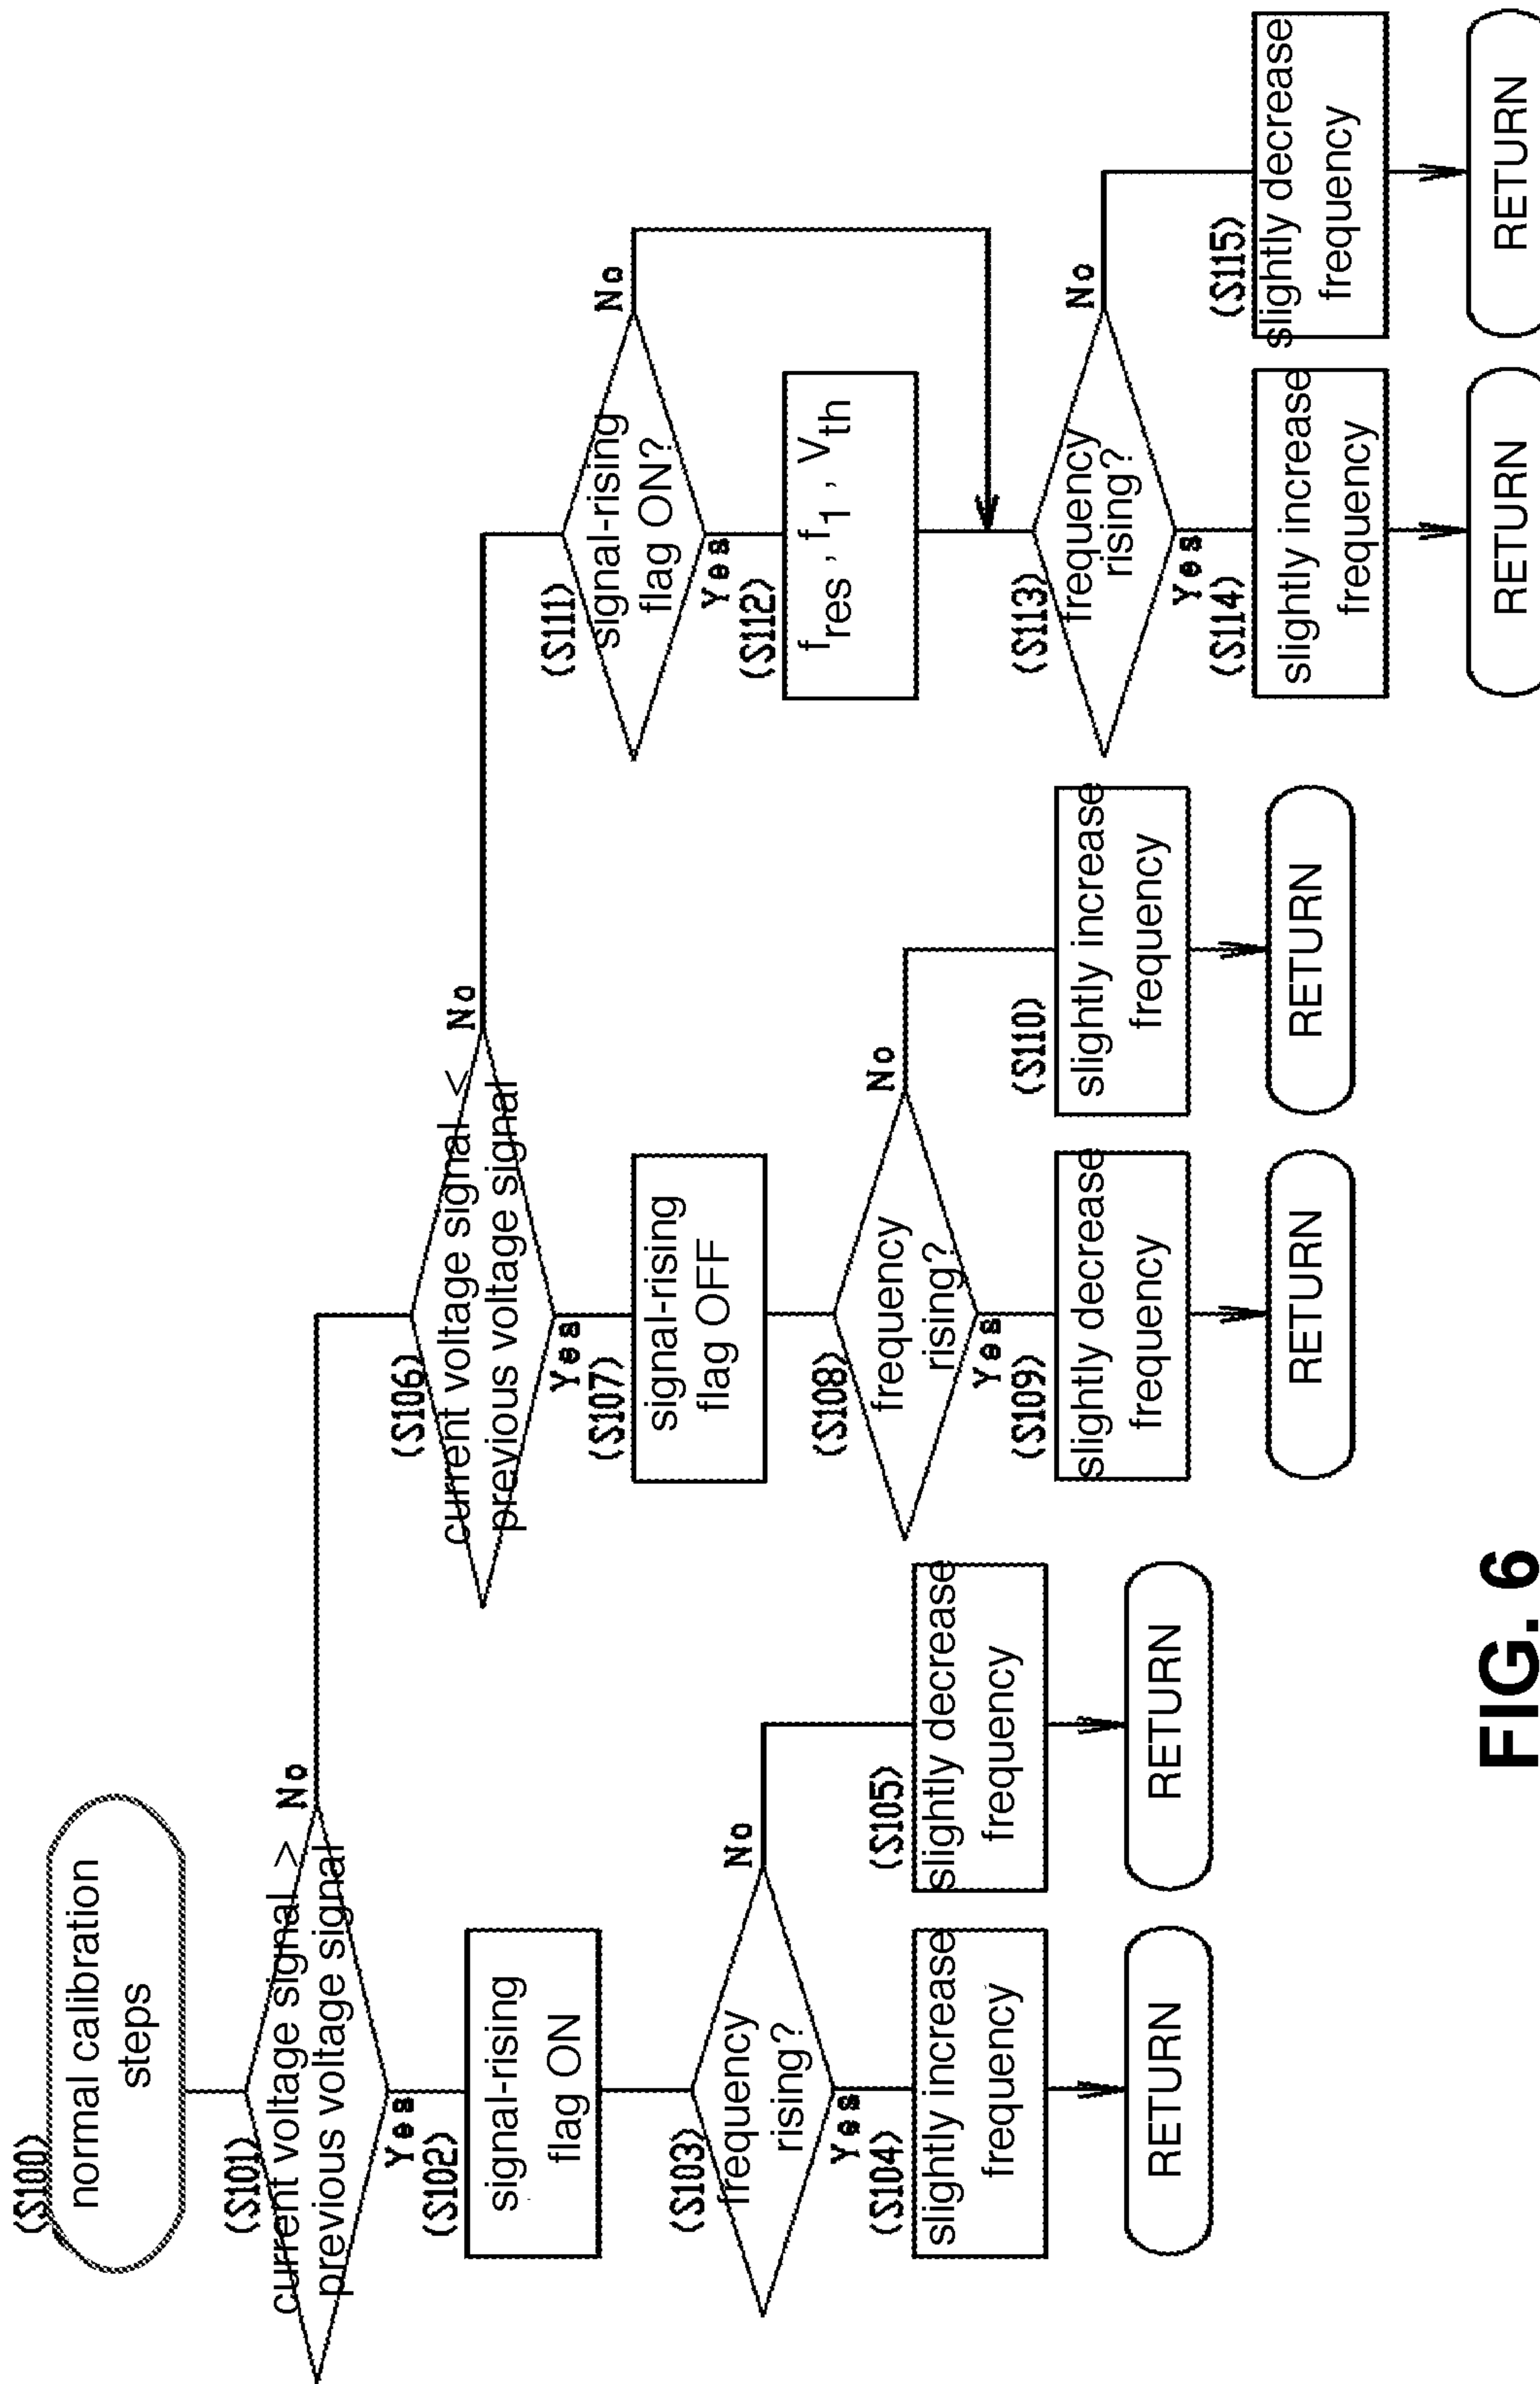 (S100)
normal calibration
steps
(S101)
current voltage signal >
previous voltage signal
No
Yes
(S102)
signal-rising
flag ON
(S103)
frequency
rising?
No
Yes
(S104)
slightly increase
frequency
RETURN
(S105)
slightly decrease
frequency
RETURN
(S106)
current voltage signal <
previous voltage signal
No
Yes
(S107)
signal-rising
flag OFF
(S108)
frequency
rising?
No
Yes
(S109)
slightly decrease
frequency
RETURN
(S110)
slightly increase
frequency
RETURN
(S111)
signal-rising
flag ON?
No
Yes
(S112)
fres , f1 , Vth
(S113)
frequency
rising?
No
Yes
(S114)
slightly increase
frequency
RETURN
(S115)
slightly decrease
frequency
RETURN
FIG. 6